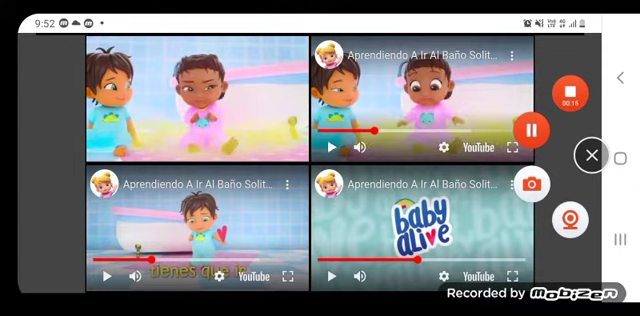 9:52
Aprendiendo A Ir Al Baño Solit...
YouTube
Aprendiendo A Ir Al Baño Solit...
tienes que ir
YouTube
Aprendiendo A Ir Al Baño Solit...
baby
alive
YouTube
00:15
Recorded by Mobizen